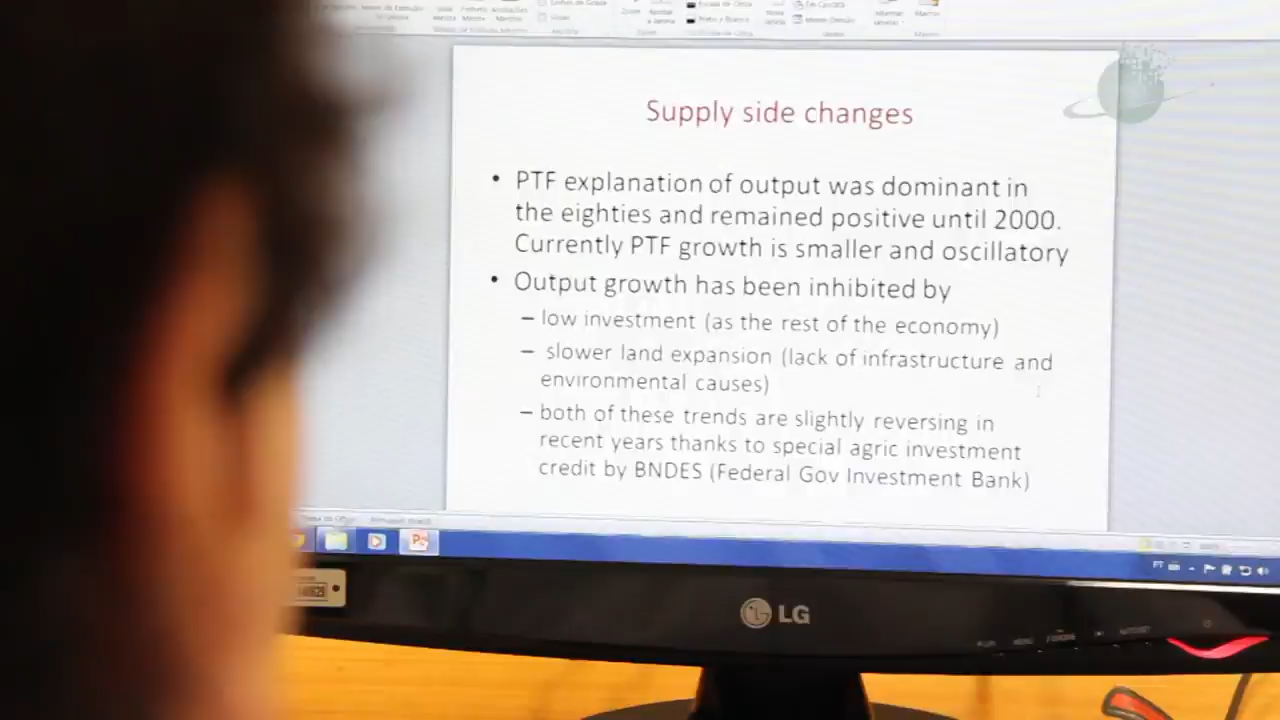 Supply side changes
• PTF explanation of output was dominant in
the eighties and remained positive until 2000.
Currently PTF growth is smaller and oscillatory
• Output growth has been inhibited by
– low investment (as the rest of the economy)
– slower land expansion (lack of infrastructure and
environmental causes)
– both of these trends are slightly reversing in
recent years thanks to special agric investment
credit by BNDES (Federal Gov Investment Bank)
PT
LG